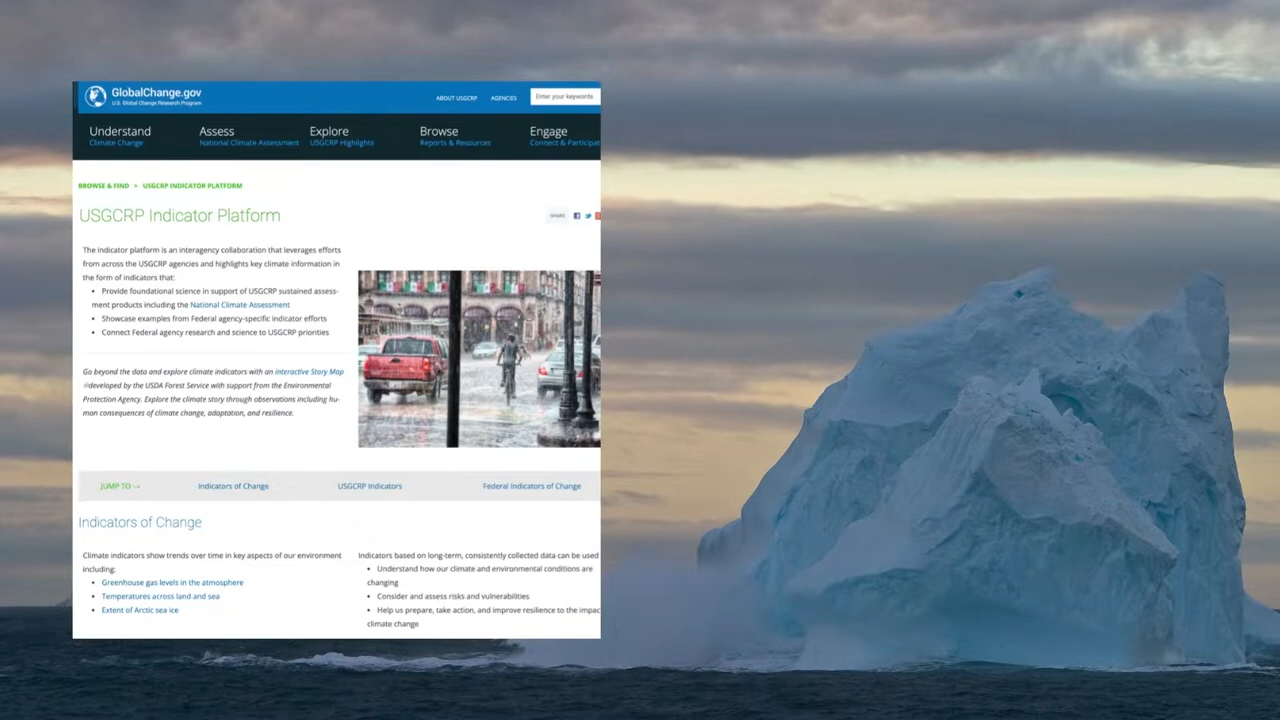 GlobalChange.gov
U.S. Global Change Research Program
ABOUT USGCRP
AGENCIES
Enter your keywords
Understand
Climate Change
Assess
National Climate Assessment
Explore
USGCRP Highlights
Browse
Reports & Resources
Engage
Connect & Participat
BROWSE & FIND > USGCRP INDICATOR PLATFORM
USGCRP Indicator Platform
SHARE
The indicator platform is an interagency collaboration that leverages efforts
from across the USGCRP agencies and highlights key climate information in
the form of indicators that:
• Provide foundational science in support of USGCRP sustained assess-
ment products including the National Climate Assessment
• Showcase examples from Federal agency-specific indicator efforts
• Connect Federal agency research and science to USGCRP priorities
Go beyond the data and explore climate indicators with an interactive Story Map
developed by the USDA Forest Service with support from the Environmental
Protection Agency. Explore the climate story through observations including hu-
man consequences of climate change, adaptation, and resilience.
JUMP TO
Indicators of Change
USGCRP Indicators
Federal Indicators of Change
Indicators of Change
Climate indicators show trends over time in key aspects of our environment
including:
• Greenhouse gas levels in the atmosphere
• Temperatures across land and sea
• Extent of Arctic sea ice
Indicators based on long-term, consistently collected data can be used
• Understand how our climate and environmental conditions are
changing
• Consider and assess risks and vulnerabilities
• Help us prepare, take action, and improve resilience to the impac
climate change